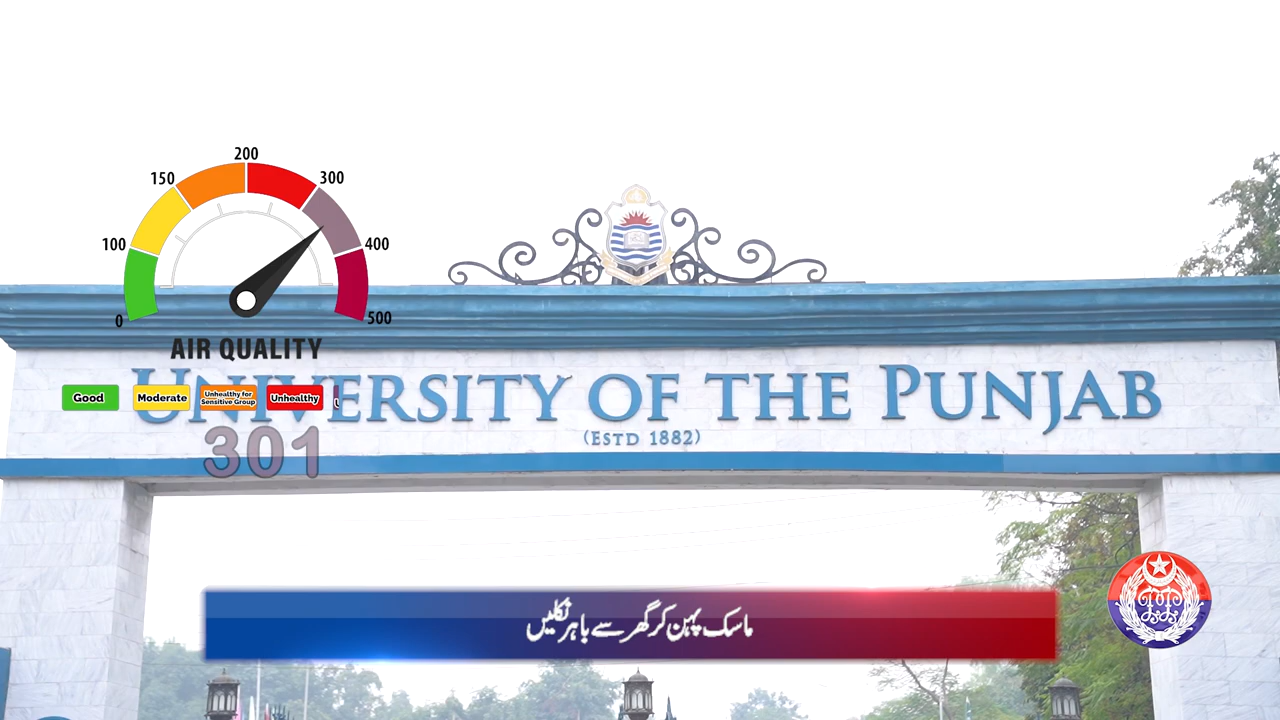 200
150
300
100
400
0
500
AIR QUALITY
Good
Moderate
Unhealthy for
Sensitive Group
Unhealthy
301
UNIVERSITY OF THE PUNJAB
(ESTD 1882)
ماسک پہن کر گھر سے باہر نکلیں